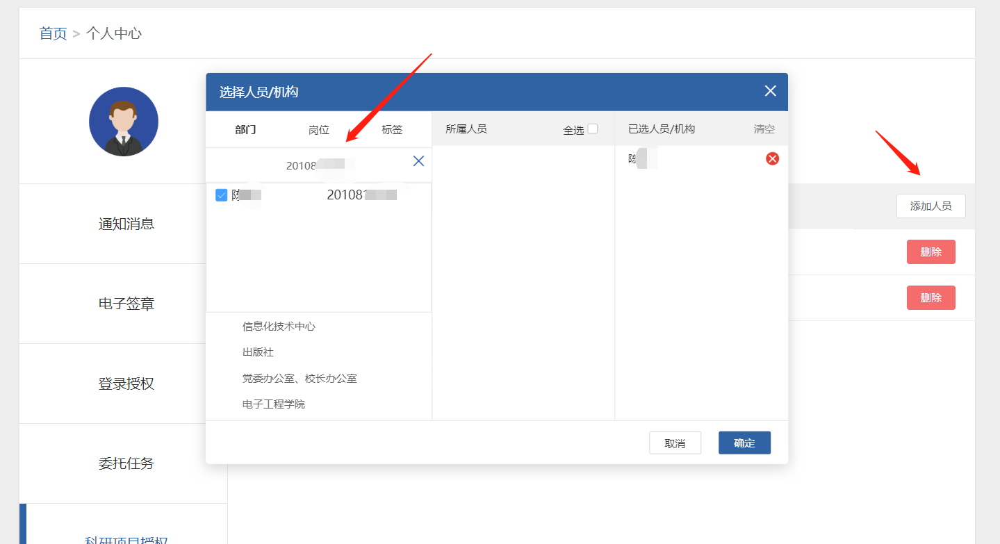 首页 > 个人中心
选择人员/机构
部门 岗位 标签 所属人员 全选 已选人员/机构 清空
20108
陈
陈 201081
添加人员
通知消息
删除
删除
电子签章
信息化技术中心
出版社
党委办公室、校长办公室
登录授权
电子工程学院
取消 确定
委托任务
科研项目授权